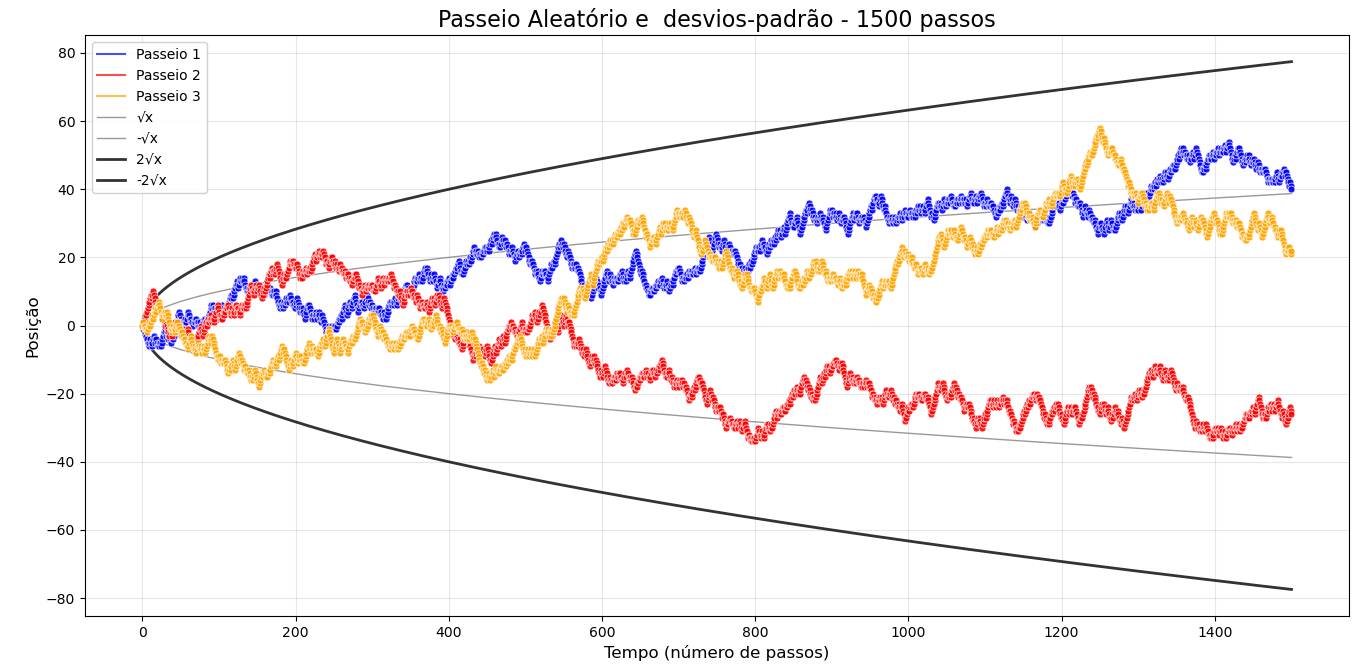 Passeio Aleatório e  desvios-padrão - 1500 passos
Passeio 1
Passeio 2
Passeio 3
√x
-√x
2√x
-2√x
80
60
40
20
0
−20
−40
−60
−80
Posição
0 200 400 600 800 1000 1200 1400
Tempo (número de passos)